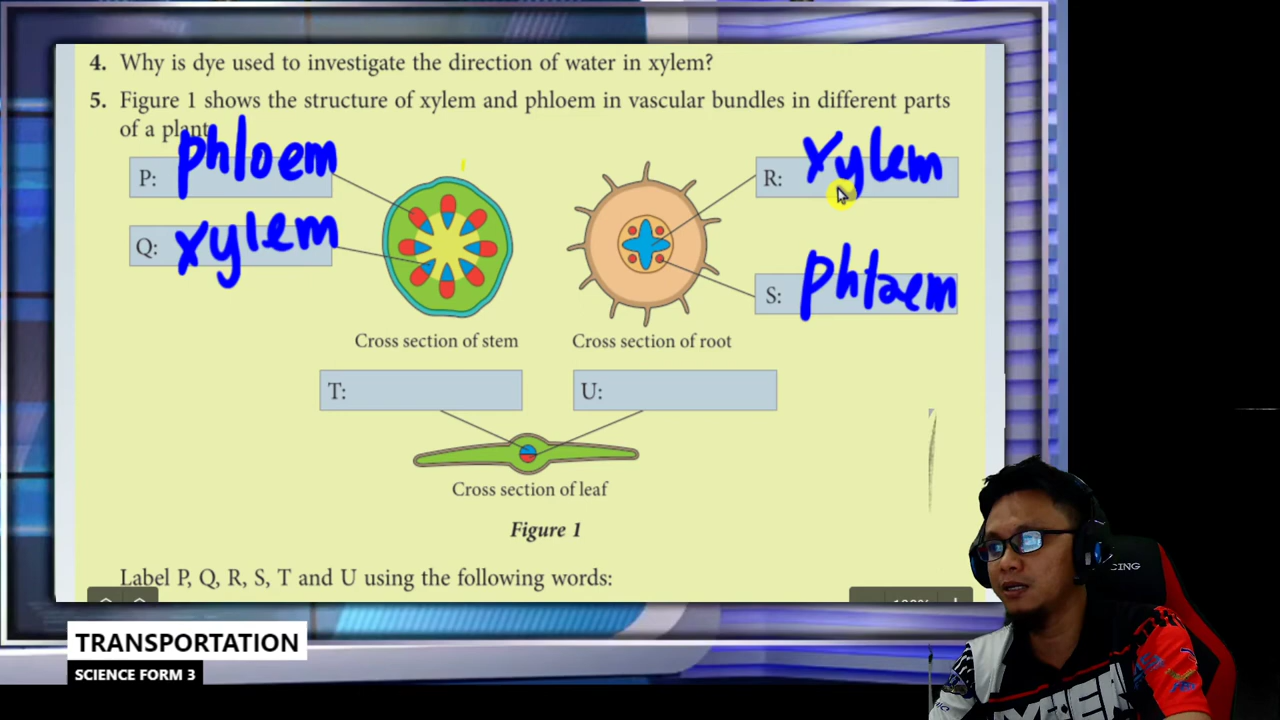 4. Why is dye used to investigate the direction of water in xylem?
5. Figure 1 shows the structure of xylem and phloem in vascular bundles in different parts
of a plant
P: phloem
R: xylem
Q: xylem
S: phloem
Cross section of stem
Cross section of root
T:
U:
Cross section of leaf
Figure 1
Label P, Q, R, S, T and U using the following words:
TRANSPORTATION
SCIENCE FORM 3
CING